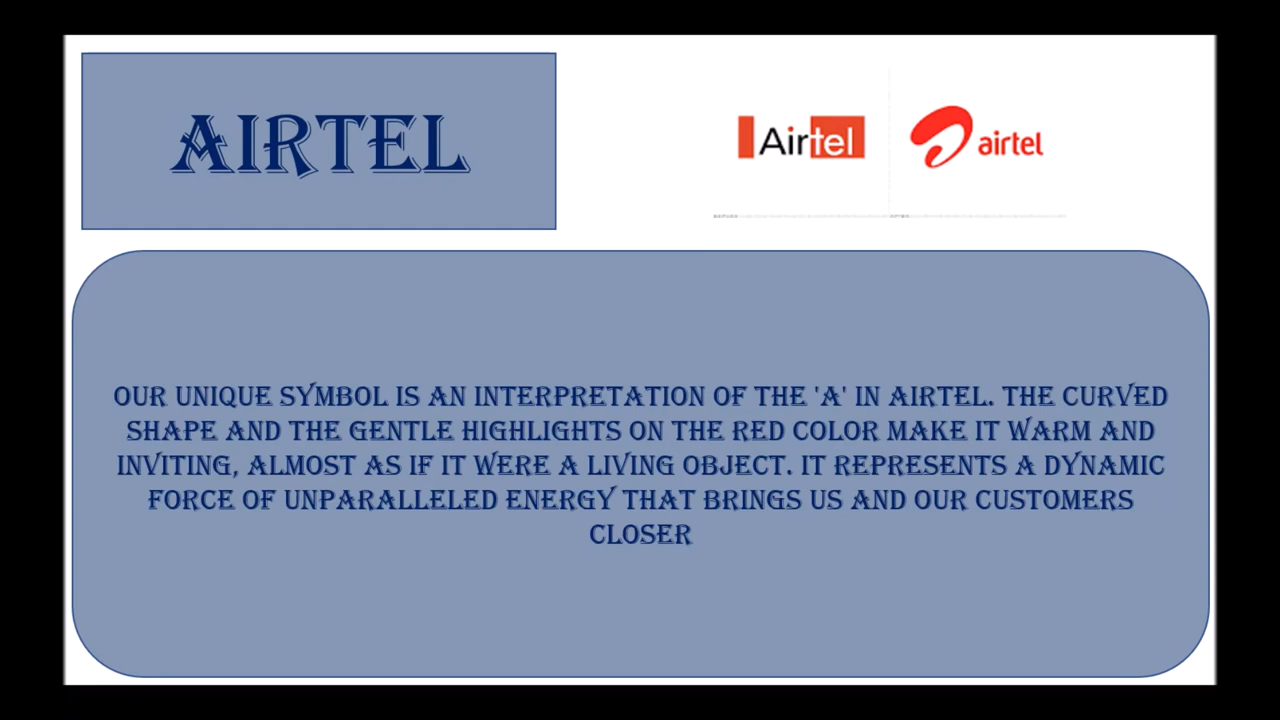 AIRTEL
Airtel
airtel
OUR UNIQUE SYMBOL IS AN INTERPRETATION OF THE 'A' IN AIRTEL. THE CURVED
SHAPE AND THE GENTLE HIGHLIGHTS ON THE RED COLOR MAKE IT WARM AND
INVITING, ALMOST AS IF IT WERE A LIVING OBJECT. IT REPRESENTS A DYNAMIC
FORCE OF UNPARALLELED ENERGY THAT BRINGS US AND OUR CUSTOMERS
CLOSER